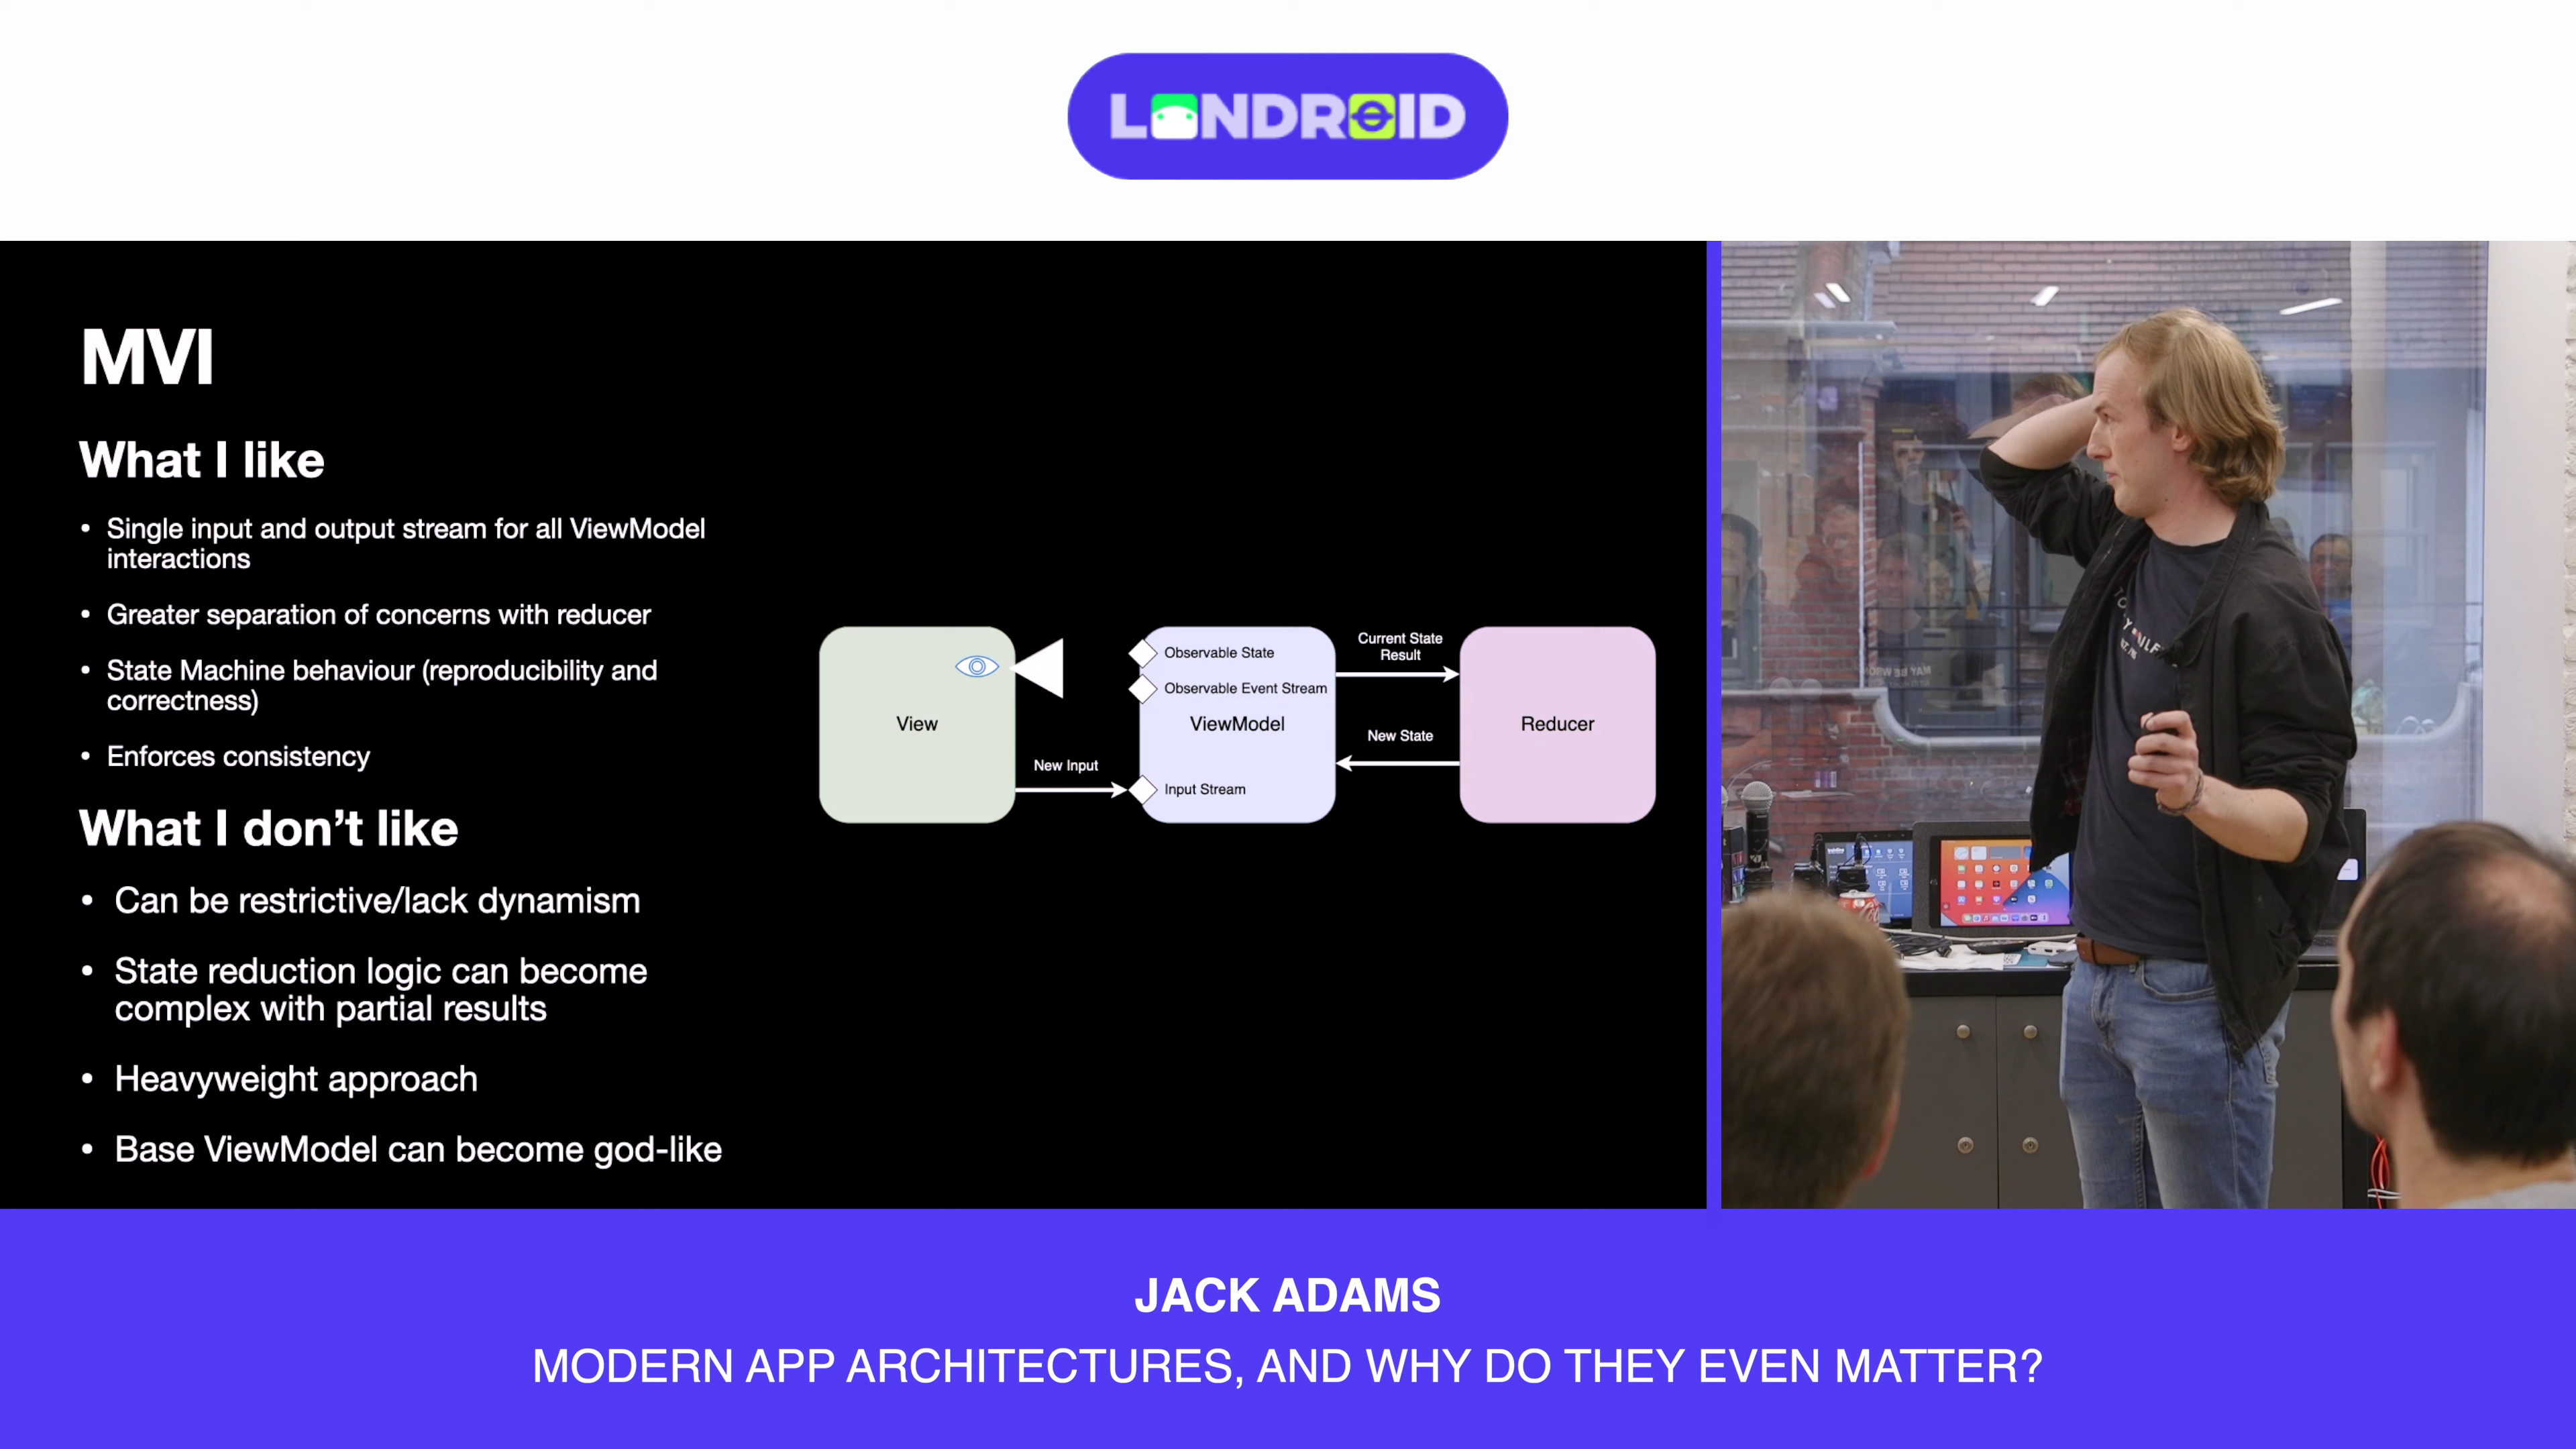 LONDROID
MVI
What I like
• Single input and output stream for all ViewModel
interactions
• Greater separation of concerns with reducer
• State Machine behaviour (reproducibility and
correctness)
• Enforces consistency
What I don't like
• Can be restrictive/lack dynamism
• State reduction logic can become
complex with partial results
• Heavyweight approach
• Base ViewModel can become god-like
View
New Input
Observable State
Observable Event Stream
ViewModel
Input Stream
Current State
Result
New State
Reducer
JACK ADAMS
MODERN APP ARCHITECTURES, AND WHY DO THEY EVEN MATTER?